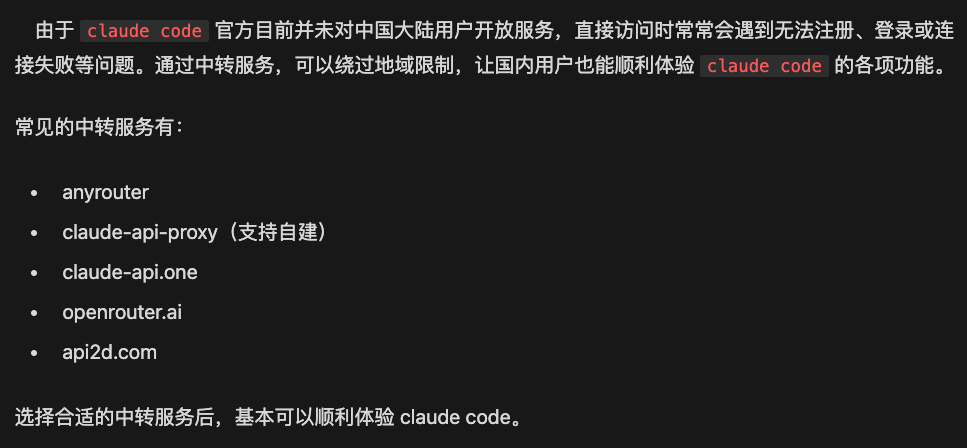 由于 claude code 官方目前并未对中国大陆用户开放服务，直接访问时常常会遇到无法注册、登录或连
接失败等问题。通过中转服务，可以绕过地域限制，让国内用户也能顺利体验 claude code 的各项功能。
常见的中转服务有：
• anyrouter
• claude-api-proxy（支持自建）
• claude-api.one
• openrouter.ai
• api2d.com
选择合适的中转服务后，基本可以顺利体验 claude code。